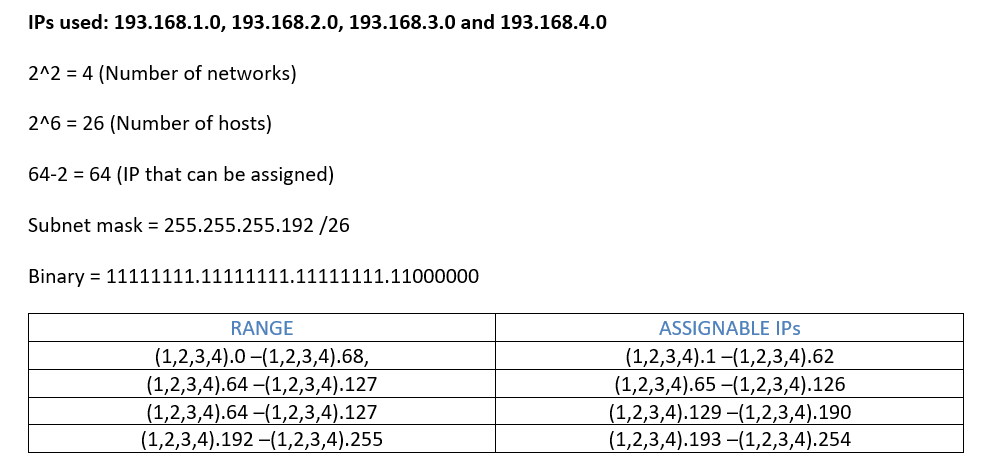 IPs used: 193.168.1.0, 193.168.2.0, 193.168.3.0 and 193.168.4.0
2^2 = 4 (Number of networks)
2^6 = 26 (Number of hosts)
64-2 = 64 (IP that can be assigned)
Subnet mask = 255.255.255.192 /26
Binary = 11111111.11111111.11111111.11000000
RANGE ASSIGNABLE IPs
(1,2,3,4).0 –(1,2,3,4).68, (1,2,3,4).1 –(1,2,3,4).62
(1,2,3,4).64 –(1,2,3,4).127 (1,2,3,4).65 –(1,2,3,4).126
(1,2,3,4).64 –(1,2,3,4).127 (1,2,3,4).129 –(1,2,3,4).190
(1,2,3,4).192 –(1,2,3,4).255 (1,2,3,4).193 –(1,2,3,4).254